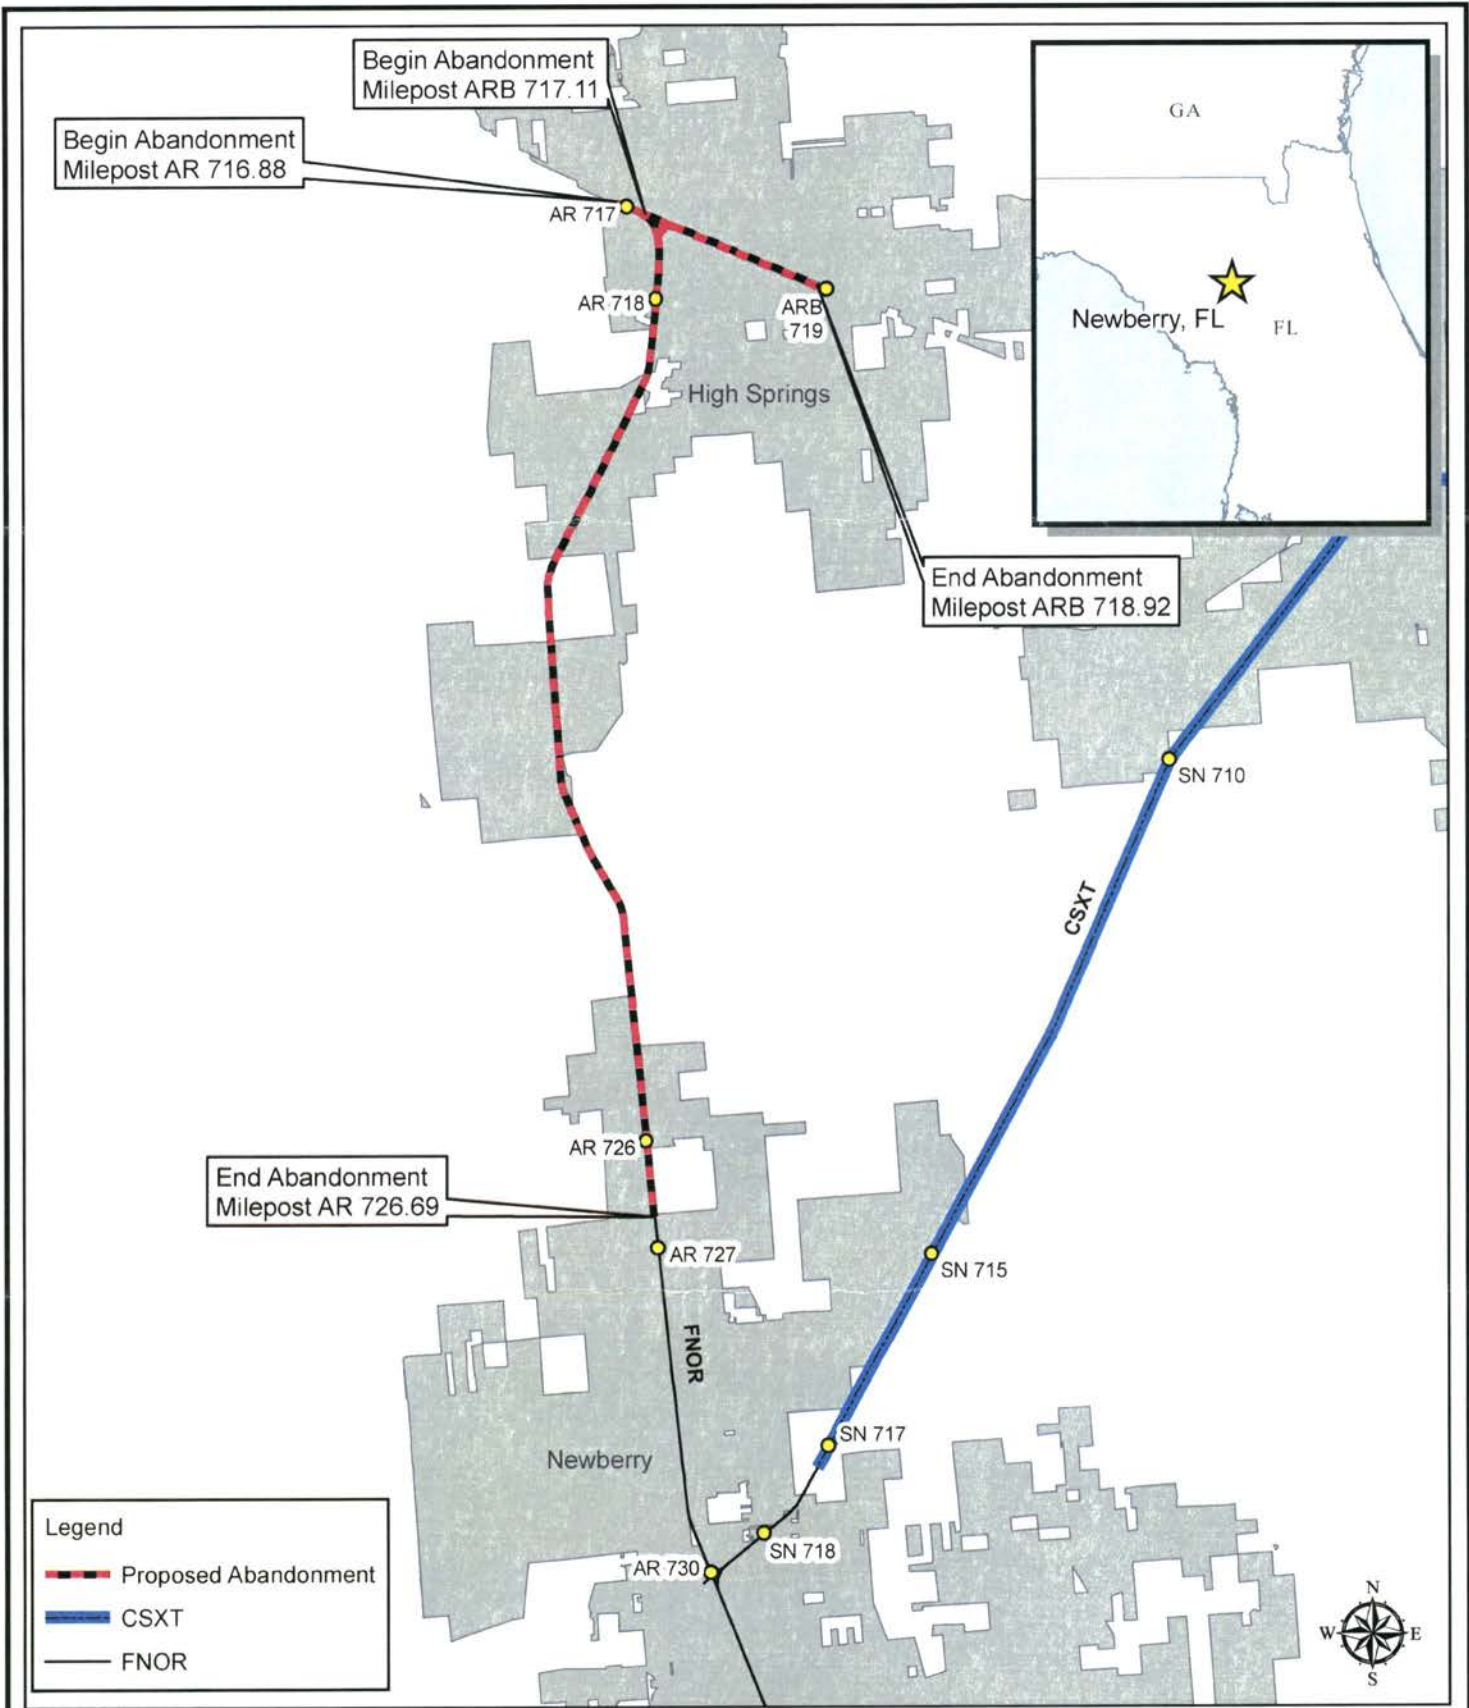 Begin Abandonment
Milepost ARB 717.11
Begin Abandonment
Milepost AR 716.88
GA
AR 717
AR 718
ARB
719
Newberry, FL
FL
High Springs
End Abandonment
Milepost ARB 718.92
SN 710
CSXT
AR 726
End Abandonment
Milepost AR 726.69
AR 727
SN 715
FNOR
SN 717
Newberry
SN 718
AR 730
Legend
Proposed Abandonment
CSXT
FNOR
N
W
E
S